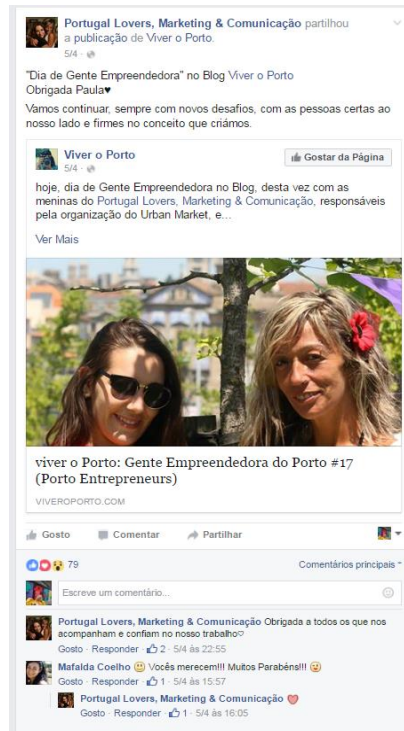 Portugal Lovers, Marketing & Comunicação partilhou
a publicação de Viver o Porto.
5/4 ·
"Dia de Gente Empreendedora" no Blog Viver o Porto
Obrigada Paula♥
Vamos continuar, sempre com novos desafios, com as pessoas certas ao
nosso lado e firmes no conceito que criámos.
Viver o Porto
5/4 ·
Gostar da Página
hoje, dia de Gente Empreendedora no Blog, desta vez com as
meninas do Portugal Lovers, Marketing & Comunicação, responsáveis
pela organização do Urban Market, e...
Ver Mais
viver o Porto: Gente Empreendedora do Porto #17
(Porto Entrepreneurs)
VIVEROPORTO.COM
Gosto Comentar Partilhar
79 Comentários principais
Escreve um comentário...
Portugal Lovers, Marketing & Comunicação Obrigada a todos os que nos
acompanham e confiam no nosso trabalho♡
Gosto · Responder · 2 · 5/4 às 22:55
Mafalda Coelho Vocês merecem!!! Muitos Parabéns!!!
Gosto · Responder · 1 · 5/4 às 15:57
Portugal Lovers, Marketing & Comunicação
Gosto · Responder · 1 · 5/4 às 16:05